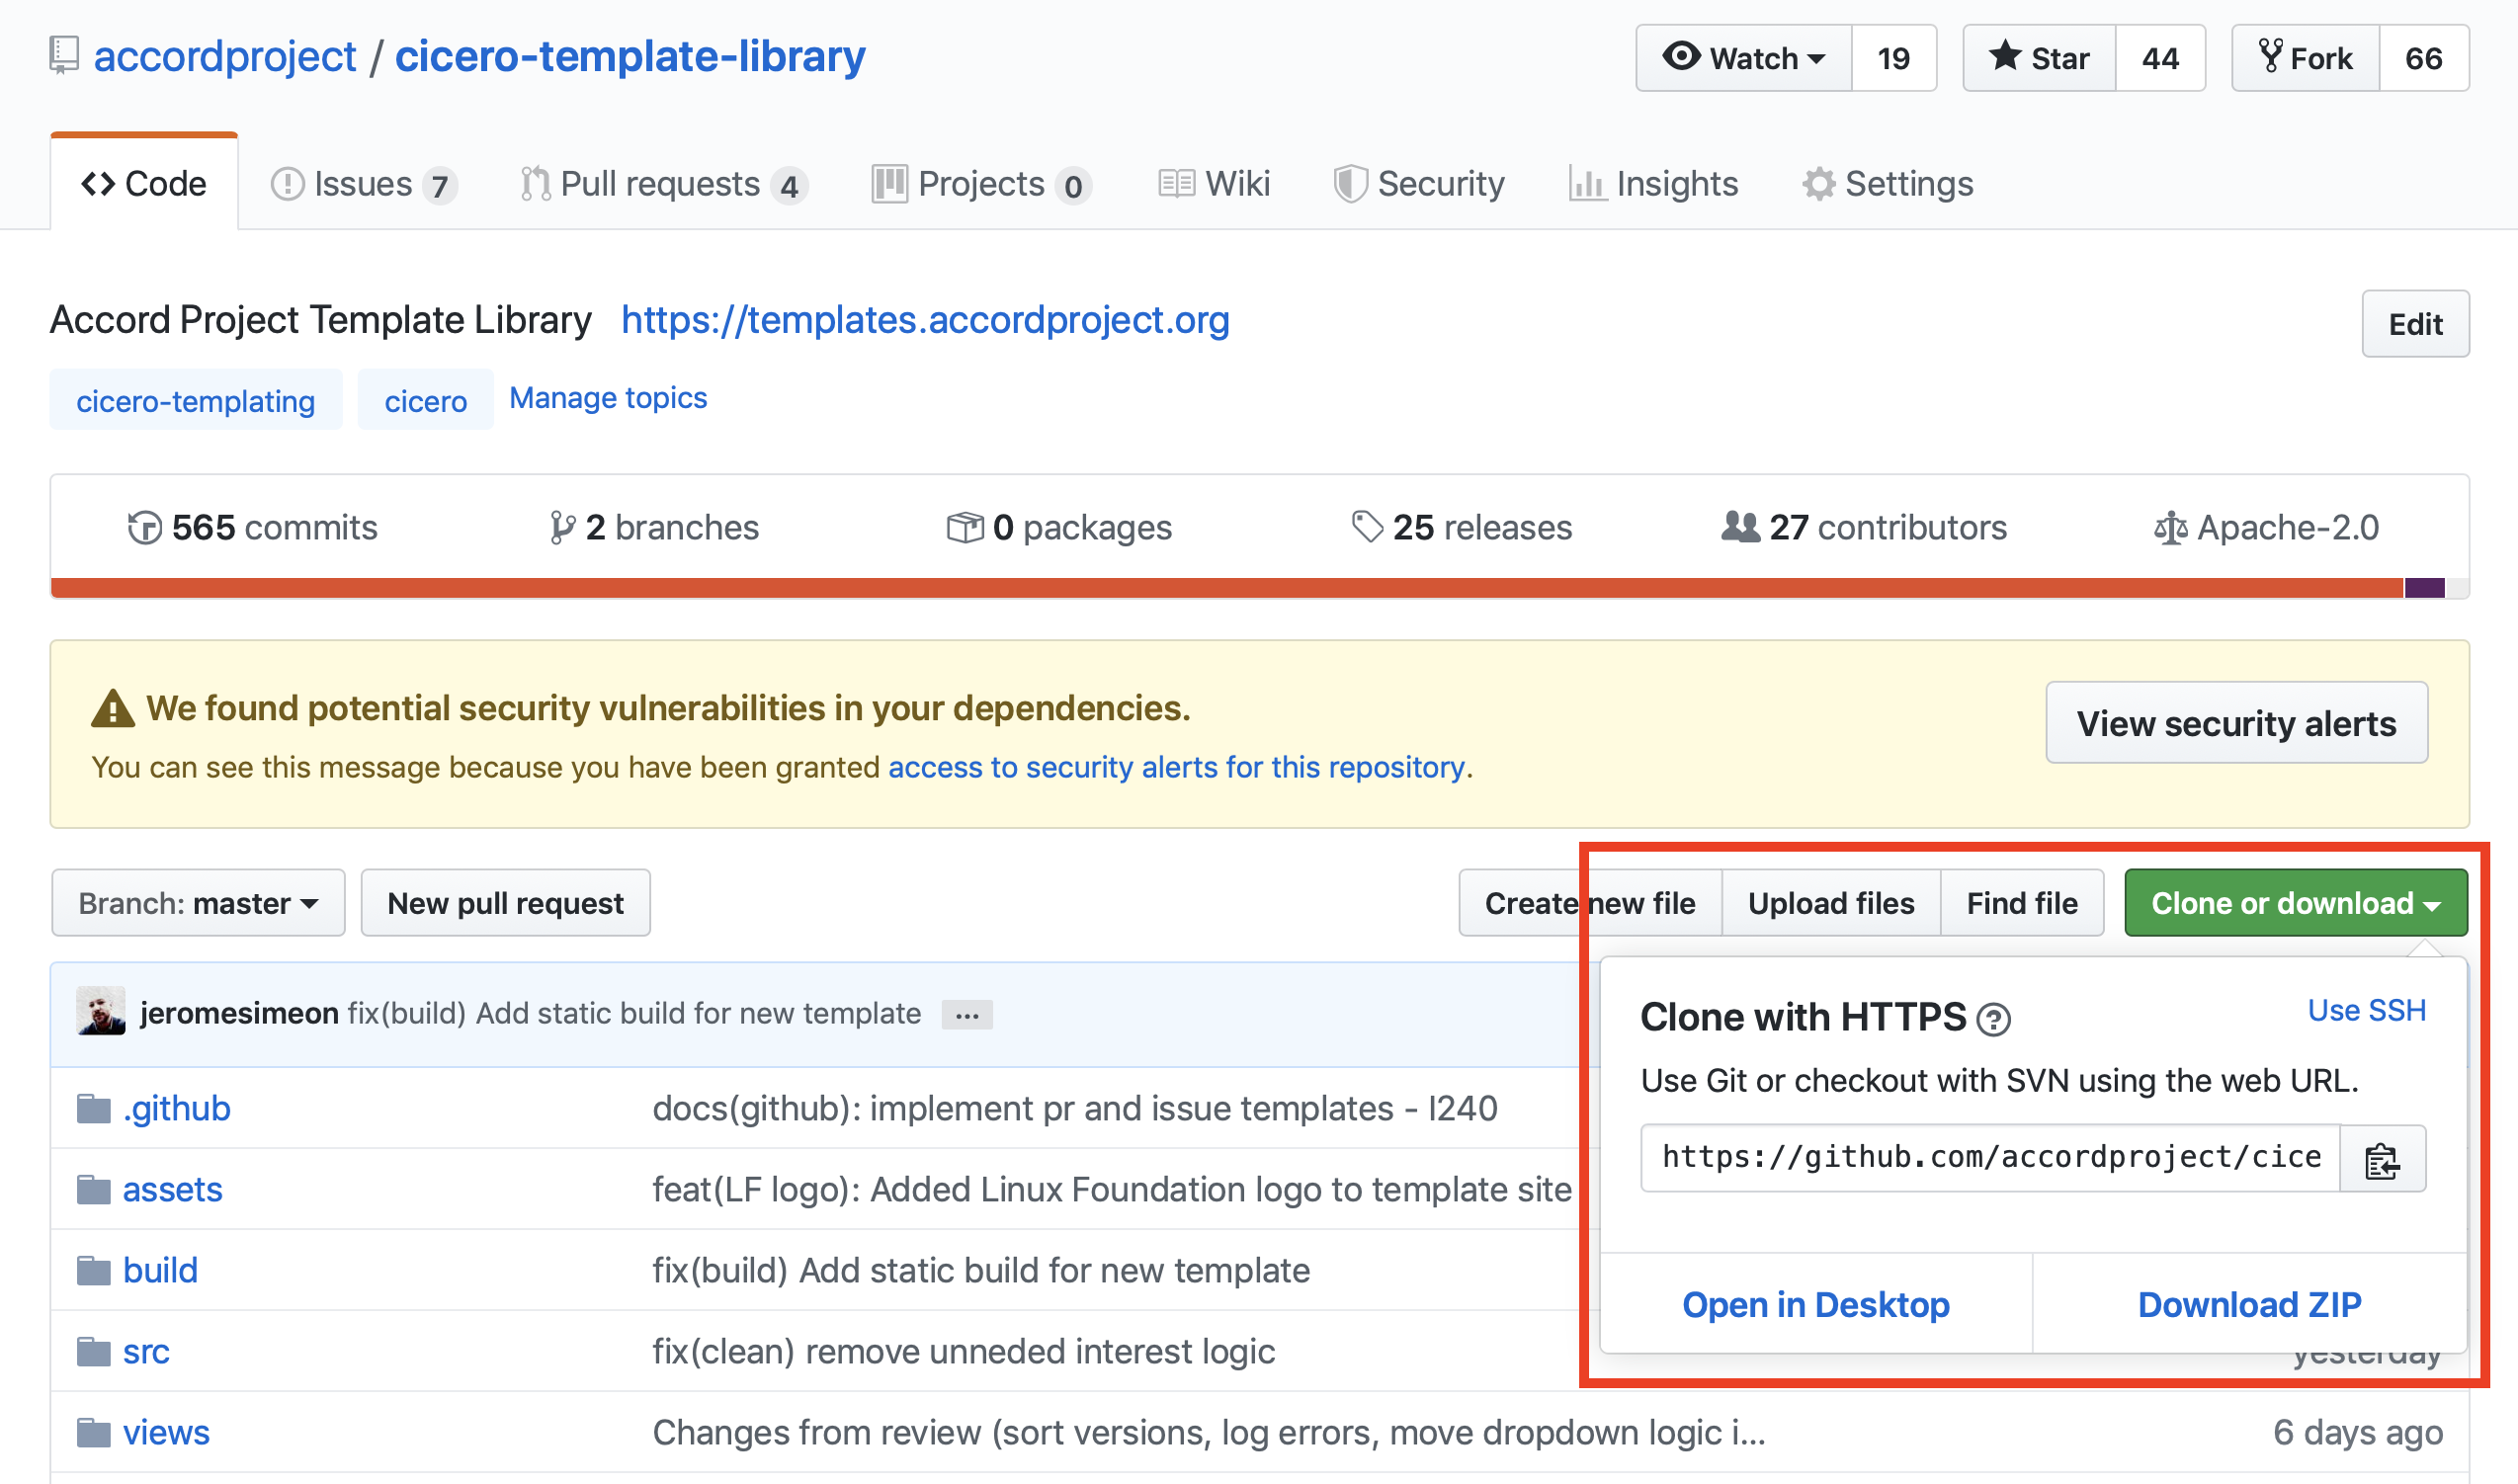 accordproject / cicero-template-library
Watch 19 Star 44 Fork 66
Code Issues 7 Pull requests 4 Projects 0 Wiki Security Insights Settings
Accord Project Template Library https://templates.accordproject.org
Edit
cicero-templating cicero Manage topics
565 commits 2 branches 0 packages 25 releases 27 contributors Apache-2.0
We found potential security vulnerabilities in your dependencies.
View security alerts
You can see this message because you have been granted access to security alerts for this repository.
Branch: master New pull request Create new file Upload files Find file Clone or download
jeromesimeon fix(build) Add static build for new template ...
Clone with HTTPS ? Use SSH
Use Git or checkout with SVN using the web URL.
https://github.com/accordproject/cice
Open in Desktop Download ZIP
.github docs(github): implement pr and issue templates - I240
assets feat(LF logo): Added Linux Foundation logo to template site
build fix(build) Add static build for new template
src fix(clean) remove unneded interest logic yesterday
views Changes from review (sort versions, log errors, move dropdown logic i... 6 days ago